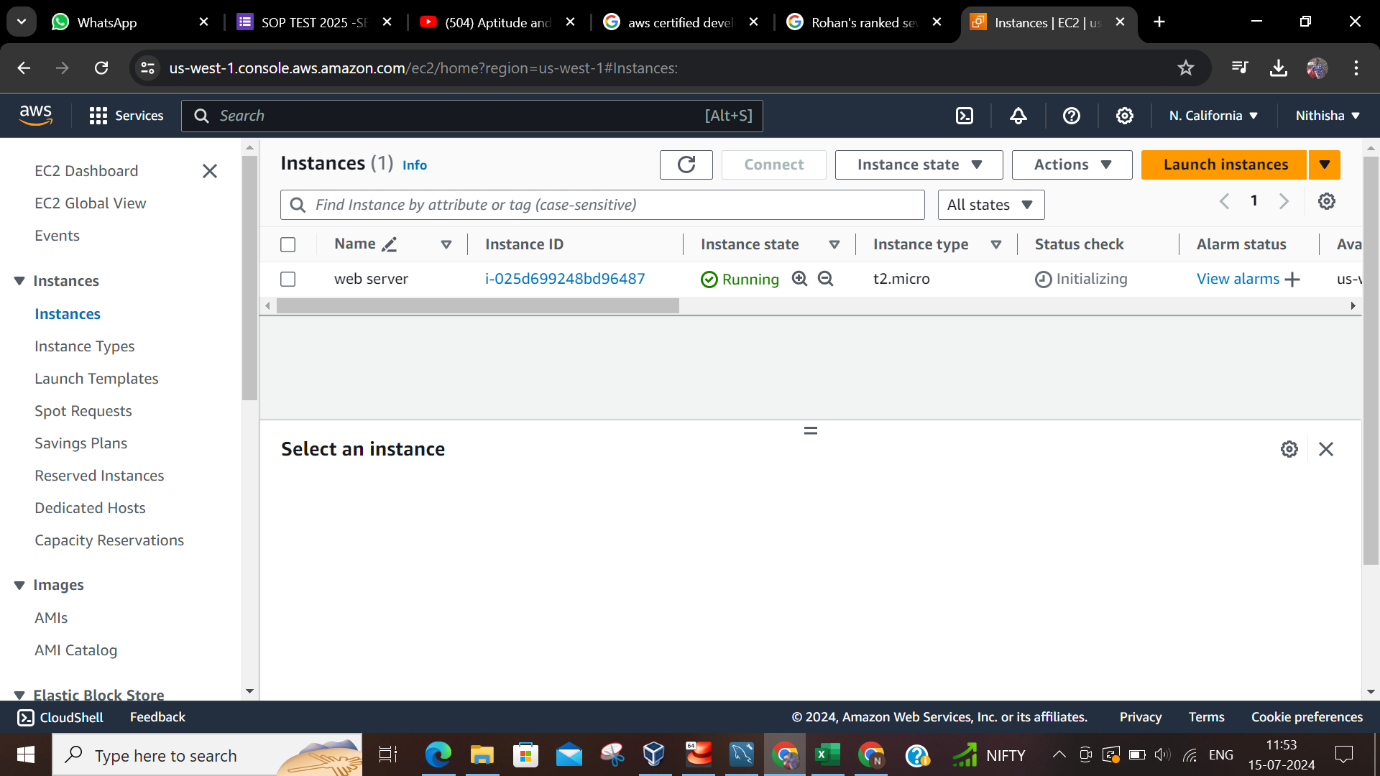 WhatsApp
SOP TEST 2025 -SE
(504) Aptitude and
aws certified devel
Rohan's ranked sev
Instances | EC2 | us
us-west-1.console.aws.amazon.com/ec2/home?region=us-west-1#Instances:
aws
Services
Search
[Alt+S]
N. California
Nithisha
EC2 Dashboard
EC2 Global View
Events
Instances
Instances
Instance Types
Launch Templates
Spot Requests
Savings Plans
Reserved Instances
Dedicated Hosts
Capacity Reservations
Images
AMIs
AMI Catalog
Elastic Block Store
Instances (1) Info
Connect
Instance state
Actions
Launch instances
Find Instance by attribute or tag (case-sensitive)
All states
1
Name Instance ID Instance state Instance type Status check Alarm status Ava
web server i-025d699248bd96487 Running t2.micro Initializing View alarms us-v
Select an instance
CloudShell Feedback © 2024, Amazon Web Services, Inc. or its affiliates. Privacy Terms Cookie preferences
Type here to search
64
N
NIFTY
ENG
11:53
15-07-2024